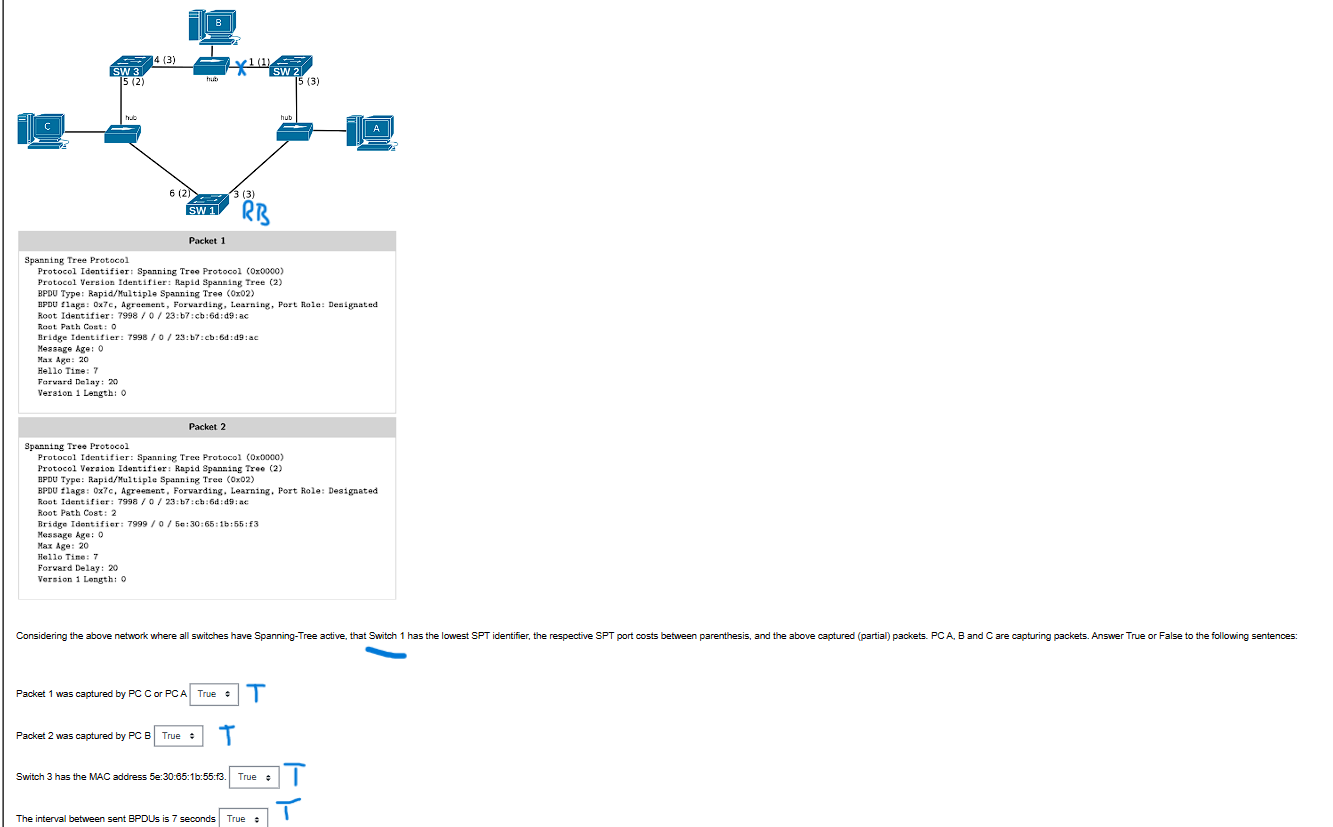 B
4 (3)
X 1 (1)
SW 3
hub
SW 2
5 (2)
5 (3)
hub
hub
C
A
6 (2)
3 (3)
SW 1
RB
Packet 1
Spanning Tree Protocol
Protocol Identifier: Spanning Tree Protocol (0x0000)
Protocol Version Identifier: Rapid Spanning Tree (2)
BPDU Type: Rapid/Multiple Spanning Tree (0x02)
BPDU flags: 0x7c, Agreement, Forwarding, Learning, Port Role: Designated
Root Identifier: 7998 / 0 / 23:b7:cb:6d:d9:ac
Root Path Cost: 0
Bridge Identifier: 7998 / 0 / 23:b7:cb:6d:d9:ac
Message Age: 0
Max Age: 20
Hello Time: 7
Forward Delay: 20
Version 1 Length: 0
Packet 2
Spanning Tree Protocol
Protocol Identifier: Spanning Tree Protocol (0x0000)
Protocol Version Identifier: Rapid Spanning Tree (2)
BPDU Type: Rapid/Multiple Spanning Tree (0x02)
BPDU flags: 0x7c, Agreement, Forwarding, Learning, Port Role: Designated
Root Identifier: 7998 / 0 / 23:b7:cb:6d:d9:ac
Root Path Cost: 2
Bridge Identifier: 7999 / 0 / 5e:30:65:1b:55:f3
Message Age: 0
Max Age: 20
Hello Time: 7
Forward Delay: 20
Version 1 Length: 0
Considering the above network where all switches have Spanning-Tree active, that Switch 1 has the lowest SPT identifier, the respective SPT port costs between parenthesis, and the above captured (partial) packets. PC A, B and C are capturing packets. Answer True or False to the following sentences:
Packet 1 was captured by PC C or PC A True T
Packet 2 was captured by PC B True T
Switch 3 has the MAC address 5e:30:65:1b:55:f3. True T
The interval between sent BPDUs is 7 seconds True T